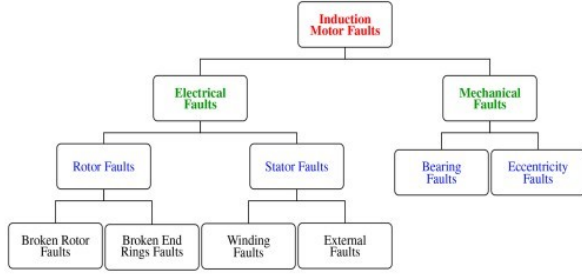 Induction
Motor Faults
Electrical
Faults
Mechanical
Faults
Rotor Faults
Stator Faults
Bearing
Faults
Eccentricity
Faults
Broken Rotor
Faults
Broken End
Rings Faults
Winding
Faults
External
Faults